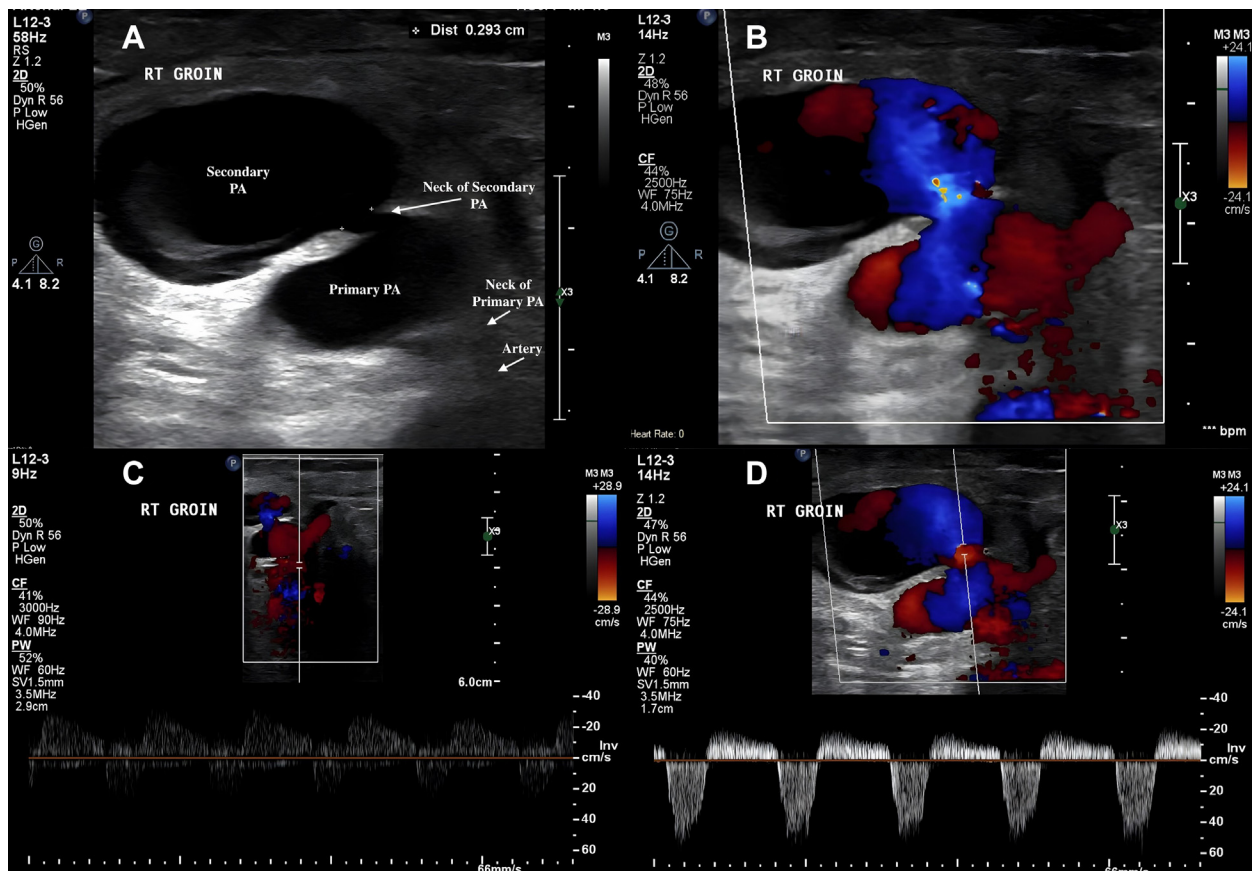 A
L12-3
58Hz
RS
Z 1.2
2D
50%
Dyn R 56
P Low
HGen
P
Dist 0.293 cm
M3
RT GROIN
Secondary
PA
Neck of Secondary
PA
Primary PA
Neck of
Primary PA
Artery
X3
G
P R
4.1 8.2
B
L12-3
14Hz
Z 1.2
2D
48%
Dyn R 56
P Low
HGen
CF
44%
2500Hz
WF 75Hz
4.0MHz
P
RT GROIN
M3 M3
+24.1
-24.1
cm/s
X3
G
P R
4.1 8.2
Heart Rate: 0
*** bpm
C
L12-3
9Hz
2D
50%
Dyn R 56
P Low
HGen
CF
41%
3000Hz
WF 90Hz
4.0MHz
PW
52%
WF 60Hz
SV1.5mm
3.5MHz
2.9cm
P
RT GROIN
M3 M3
+28.9
-28.9
cm/s
6.0cm
-40
-20
Inv
cm/s
20
40
60
66mm/s
D
L12-3
14Hz
Z 1.2
2D
47%
Dyn R 56
P Low
HGen
CF
44%
2500Hz
WF 75Hz
4.0MHz
PW
40%
WF 60Hz
SV1.5mm
3.5MHz
1.7cm
P
RT GROIN
M3 M3
+24.1
-24.1
cm/s
X3
-40
-20
Inv
cm/s
20
40
60
66mm/s